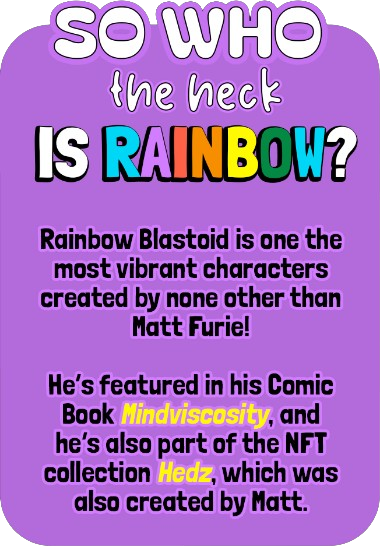 SO WHO
the heck
IS RAINBOW?
Rainbow Blastoid is one the
most vibrant characters
created by none other than
Matt Furie!
He's featured in his Comic
Book Mindviscosity, and
he's also part of the NFT
collection Hedz, which was
also created by Matt.